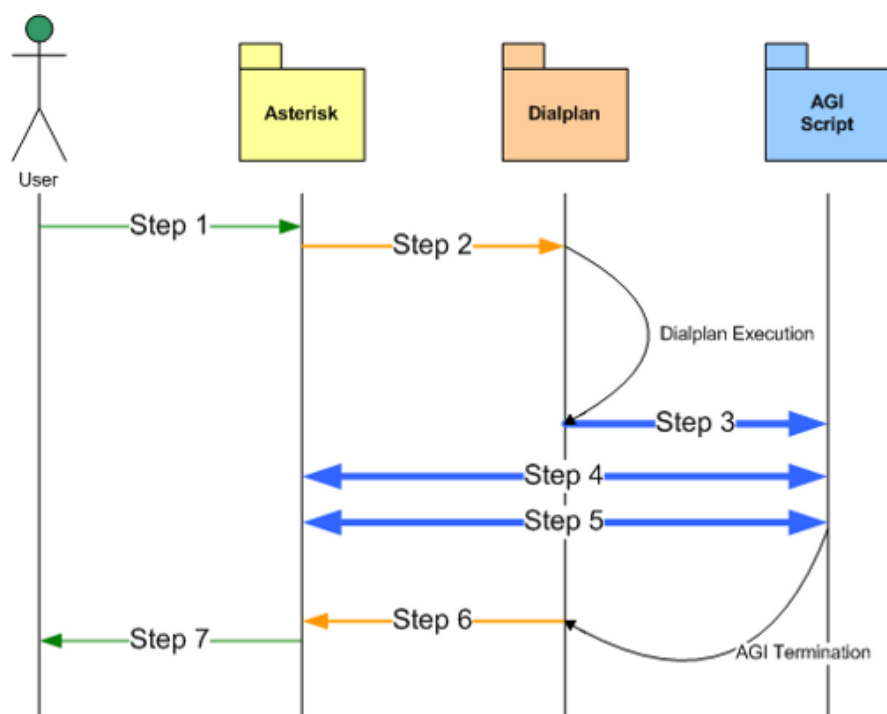 Asterisk
Dialplan
AGI
Script
User
Step 1
Step 2
Dialplan Execution
Step 3
Step 4
Step 5
Step 6
Step 7
AGI Termination